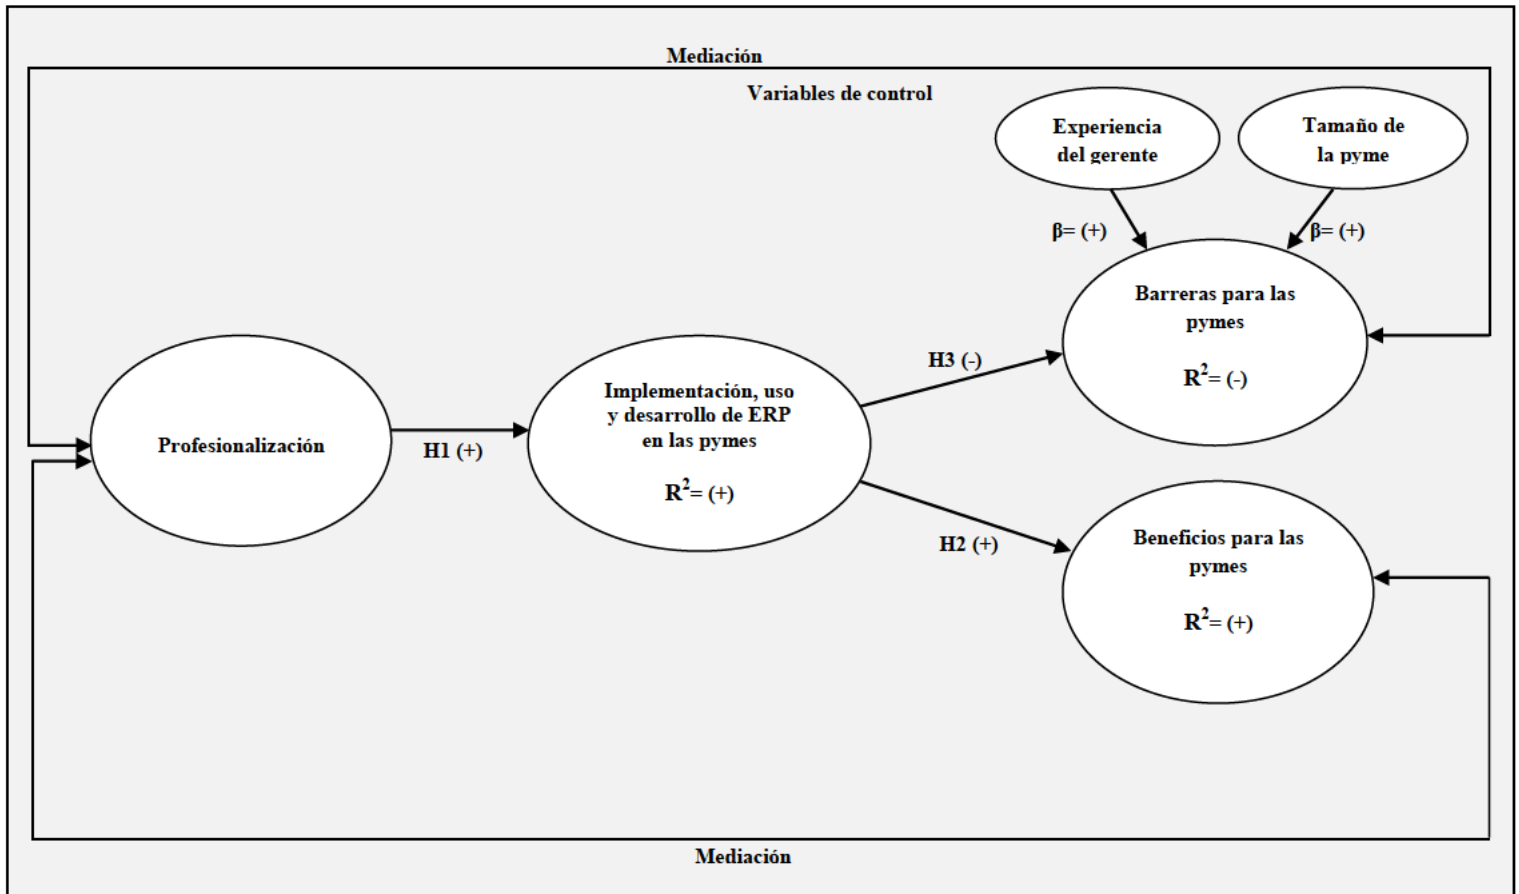 Mediación
Variables de control
Experiencia
del gerente
Tamaño de
la pyme
β= (+)
β= (+)
Barreras para las
pymes
R²= (-)
H3 (-)
Implementación, uso
y desarrollo de ERP
en las pymes
R²= (+)
Profesionalización
H1 (+)
H2 (+)
Beneficios para las
pymes
R²= (+)
Mediación